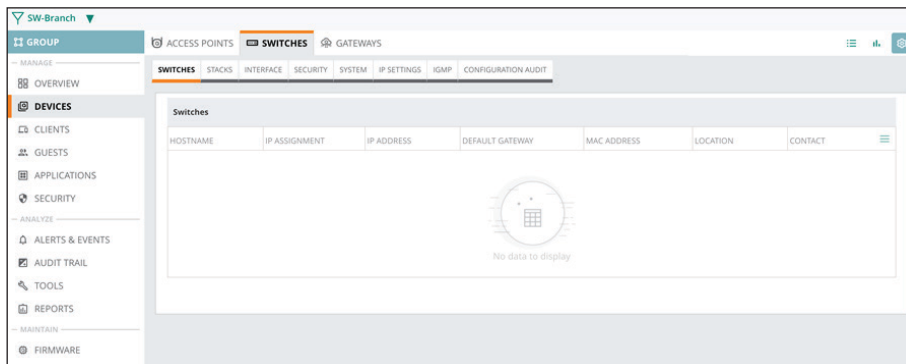 SW-Branch
GROUP
MANAGE
OVERVIEW
DEVICES
CLIENTS
GUESTS
APPLICATIONS
SECURITY
ANALYZE
ALERTS & EVENTS
AUDIT TRAIL
TOOLS
REPORTS
MAINTAIN
FIRMWARE
ACCESS POINTS SWITCHES GATEWAYS
SWITCHES STACKS INTERFACE SECURITY SYSTEM IP SETTINGS IGMP CONFIGURATION AUDIT
Switches
HOSTNAME IP ASSIGNMENT IP ADDRESS DEFAULT GATEWAY MAC ADDRESS LOCATION CONTACT
No data to display